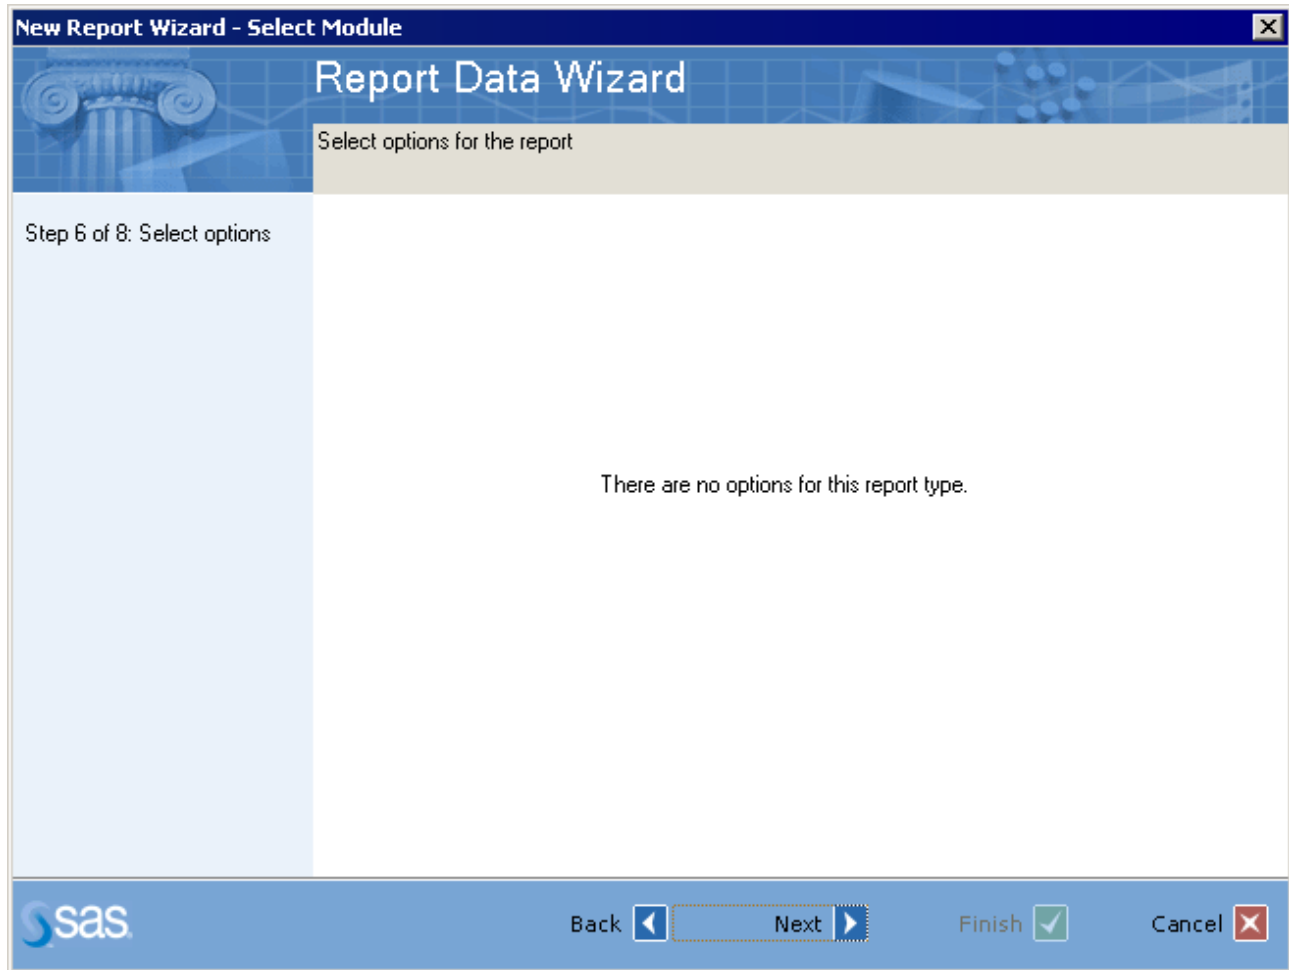 New Report Wizard - Select Module
Report Data Wizard
Select options for the report
Step 6 of 8: Select options
There are no options for this report type.
sas
Back
Next
Finish
Cancel